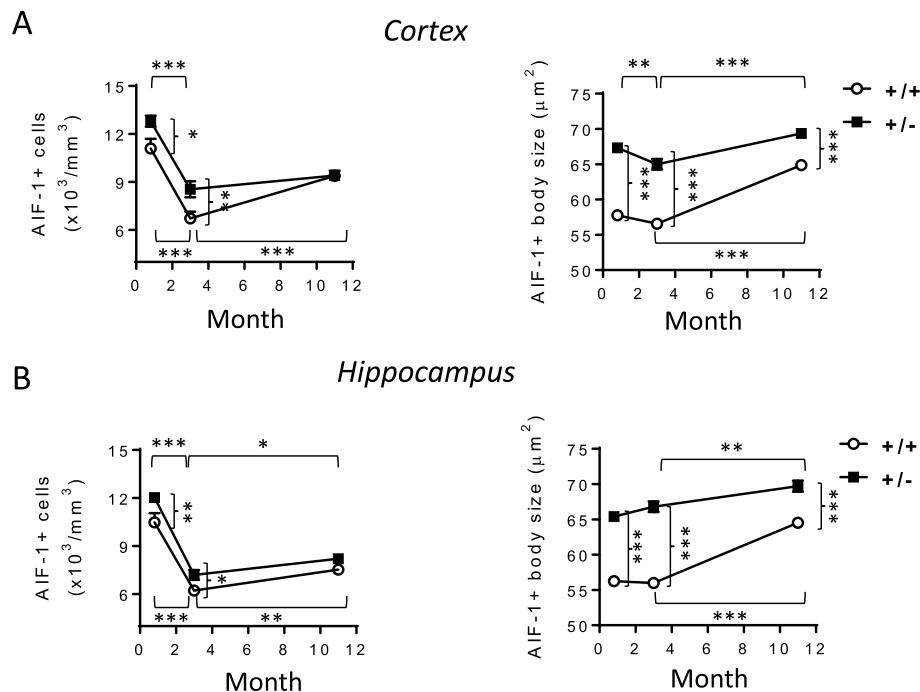 A
Cortex
AIF-1+ cells
(x10³/mm³)
15
12
9
6
0 2 4 6 8 10 12
Month
***
*
**
***
***
AIF-1+ body size (μm²)
75
70
65
60
55
50
0 2 4 6 8 10 12
Month
**
***
***
***
***
***
+/+
+/-
B
Hippocampus
AIF-1+ cells
(x10³/mm³)
15
12
9
6
0 2 4 6 8 10 12
Month
***
*
**
*
***
**
AIF-1+ body size (μm²)
75
70
65
60
55
50
0 2 4 6 8 10 12
Month
**
***
***
***
***
+/+
+/-